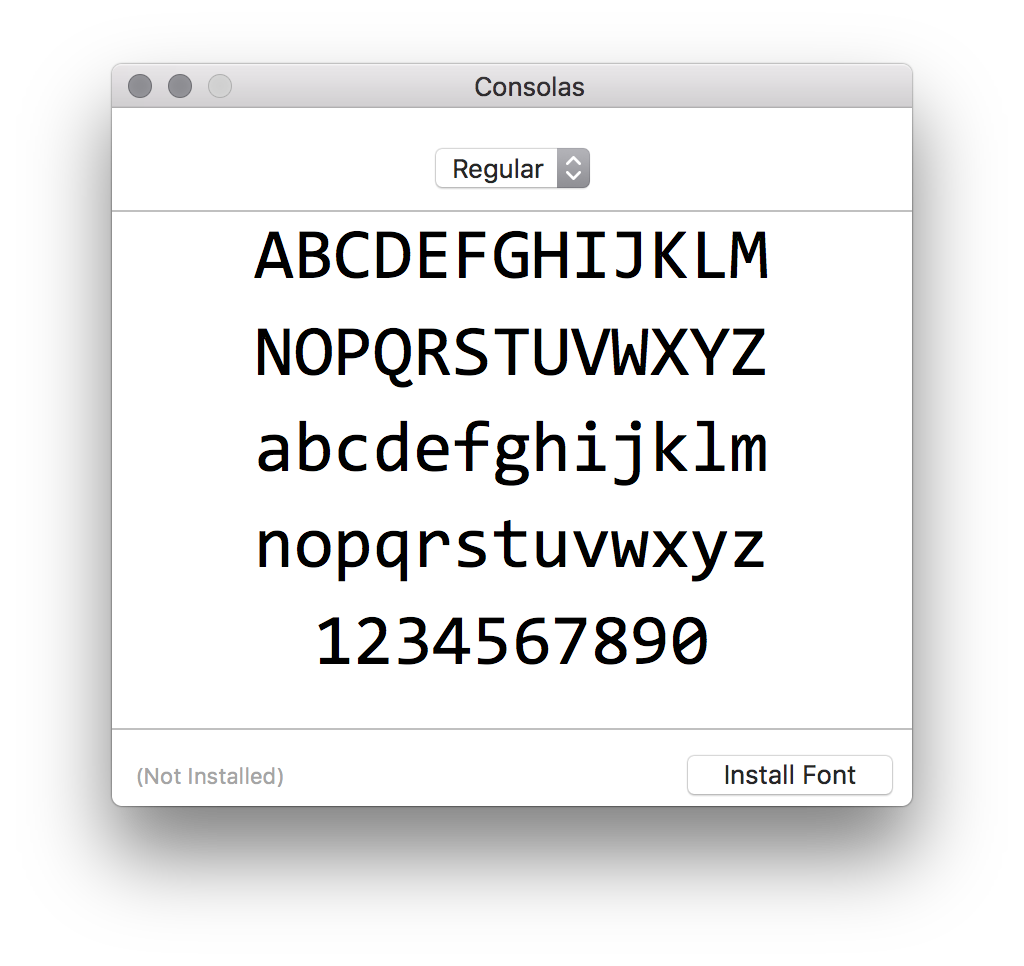 Consolas
Regular
ABCDEFGHIJKLM
NOPQRSTUVWXYZ
abcdefghijklm
nopqrstuvwxyz
1234567890
(Not Installed)
Install Font